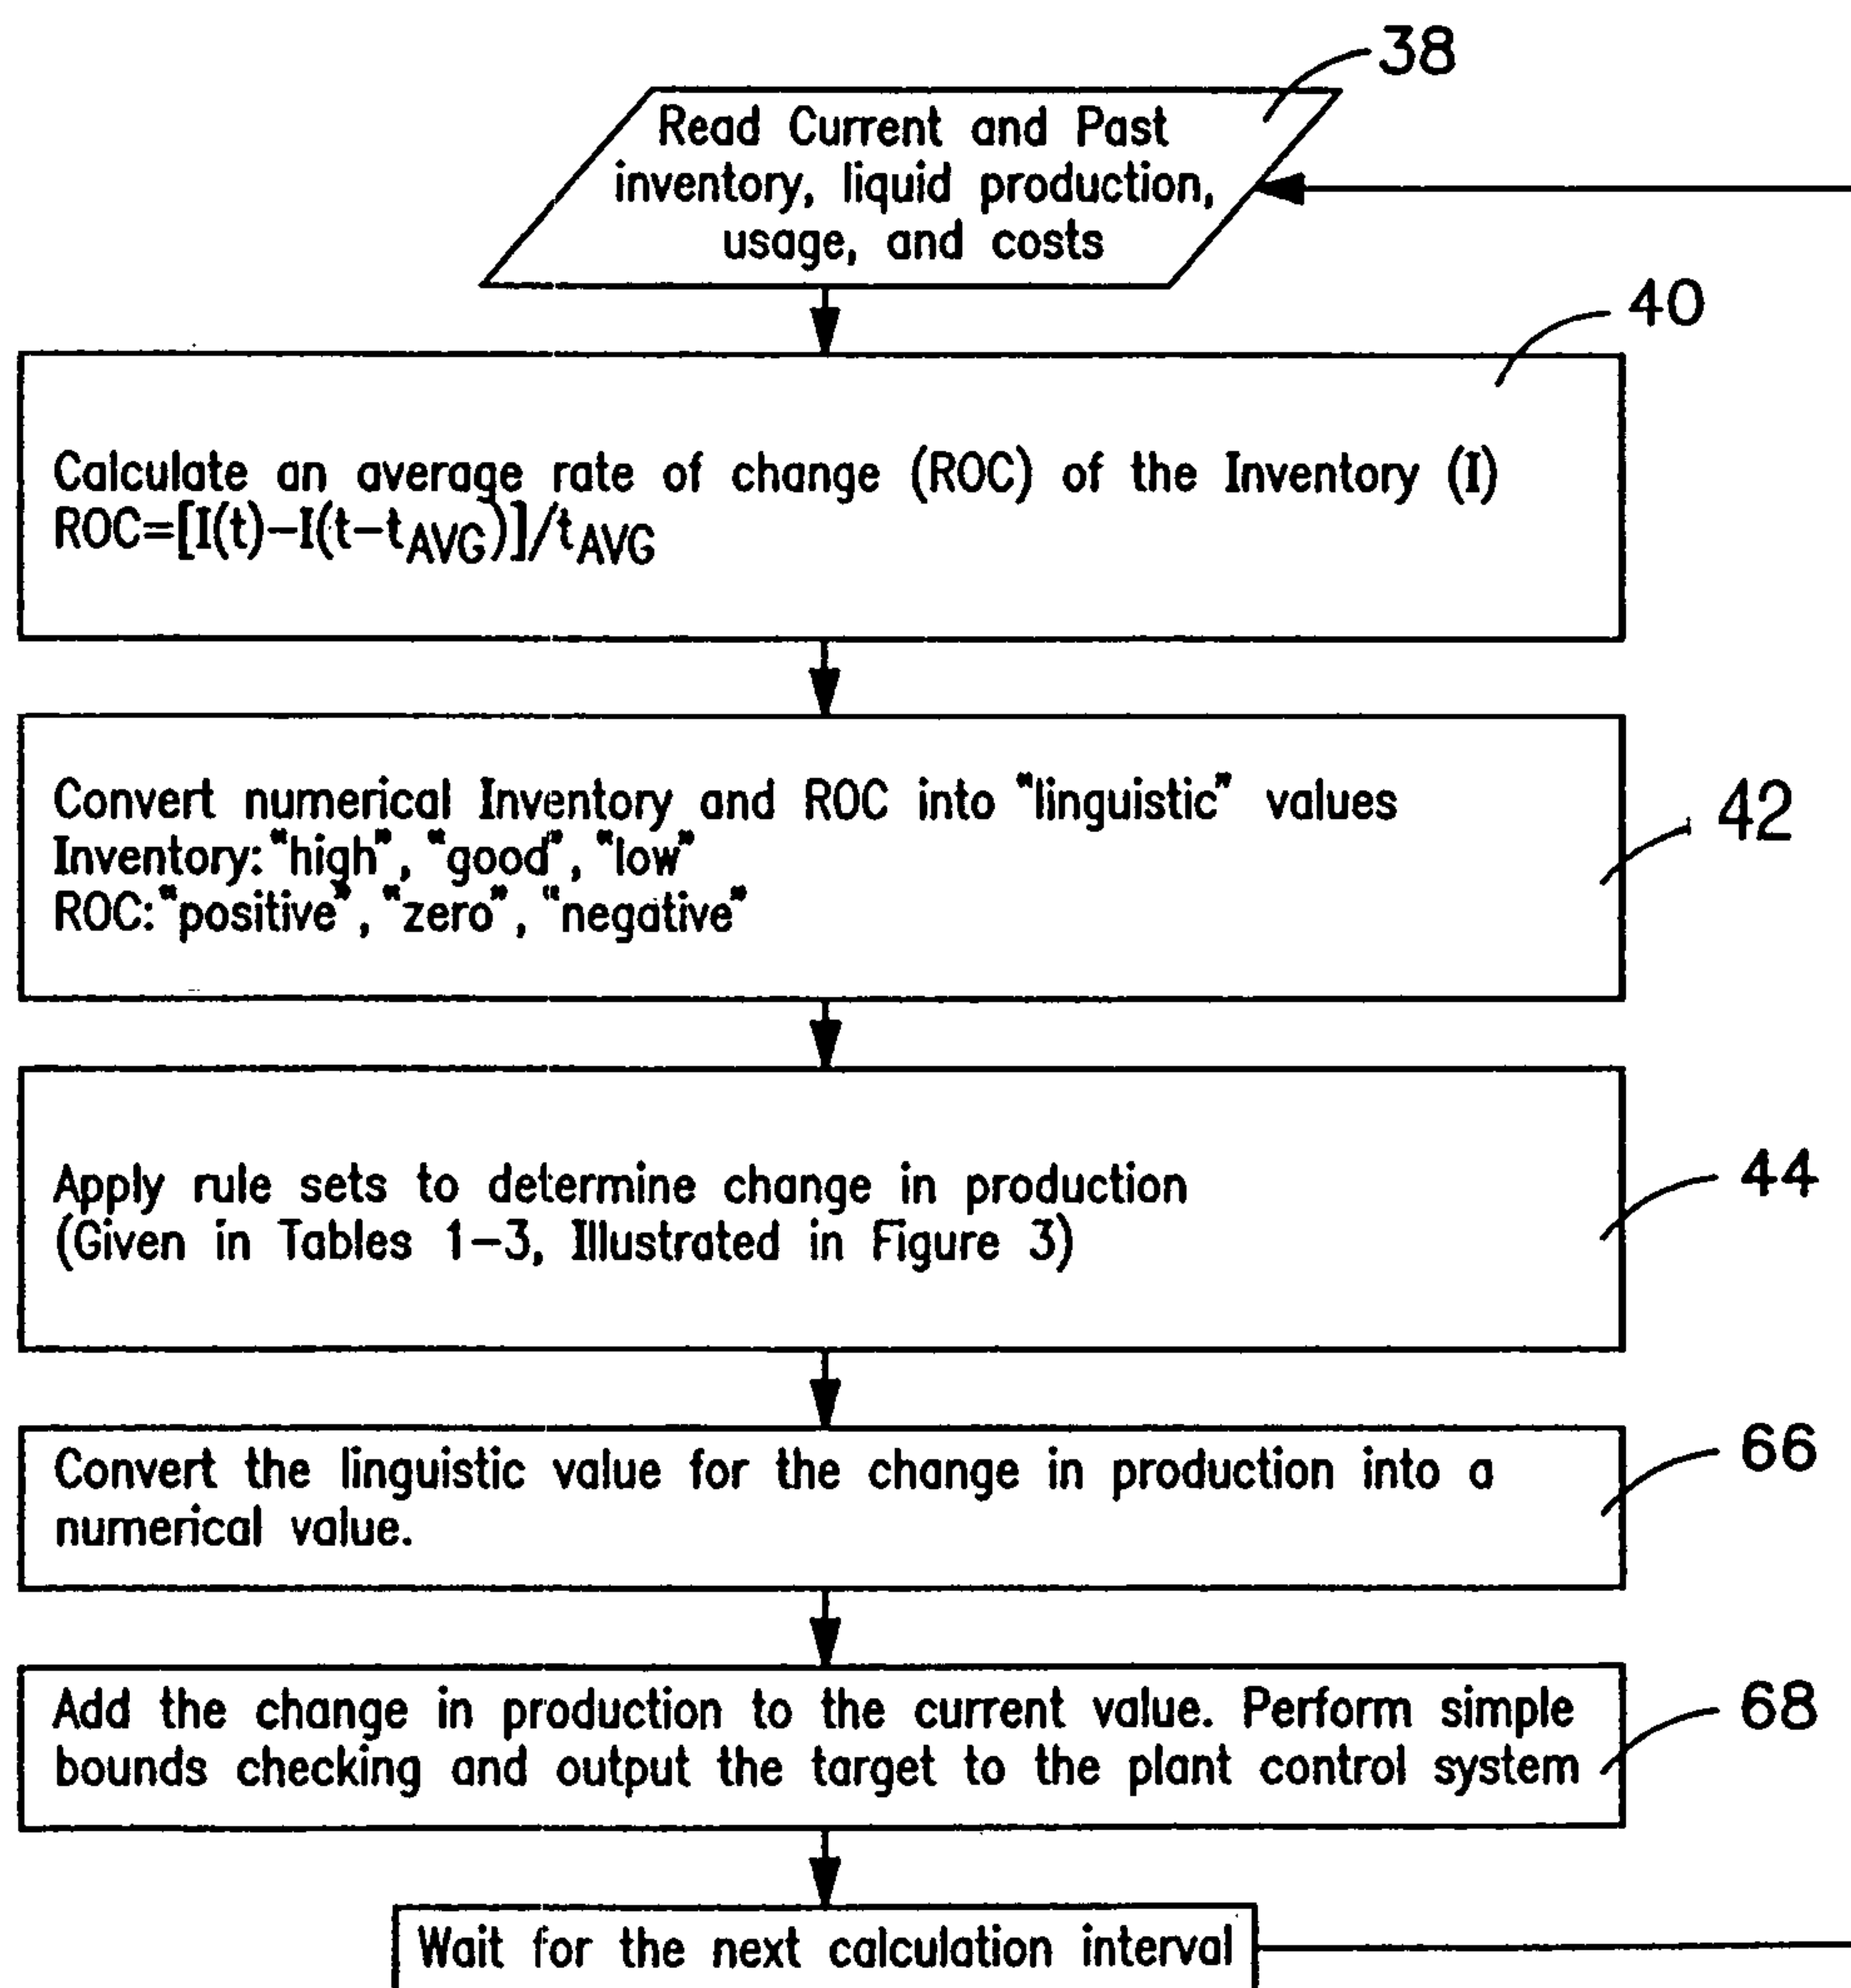 38
Read Current and Past
inventory, liquid production,
usage, and costs
40
Calculate an average rate of change (ROC) of the Inventory (I)
ROC=[I(t)-I(t-tAVG)]/tAVG
Convert numerical Inventory and ROC into "linguistic" values
Inventory:"high", "good", "low"
ROC:"positive", "zero", "negative"
42
Apply rule sets to determine change in production
(Given in Tables 1-3, Illustrated in Figure 3)
44
Convert the linguistic value for the change in production into a
numerical value.
66
Add the change in production to the current value. Perform simple
bounds checking and output the target to the plant control system
68
Wait for the next calculation interval